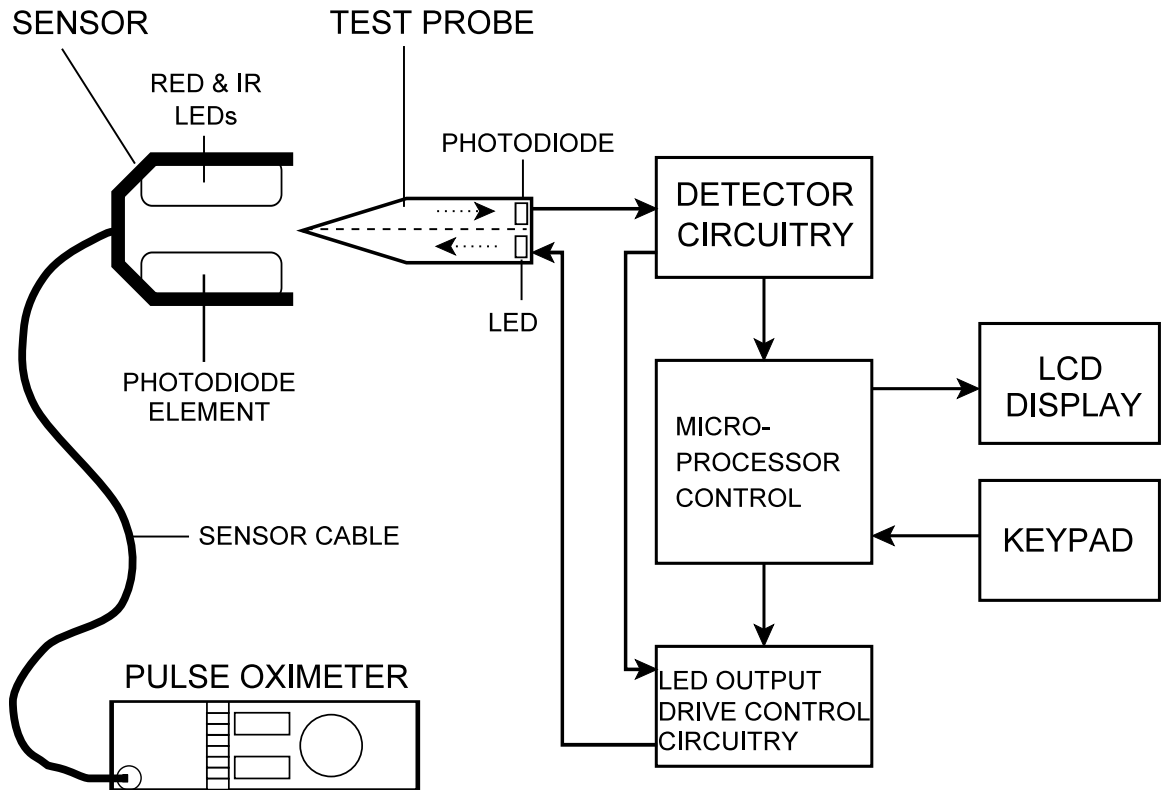 SENSOR
TEST PROBE
RED & IR
LEDs
PHOTODIODE
DETECTOR
CIRCUITRY
LED
PHOTODIODE
ELEMENT
LCD
DISPLAY
MICRO-
PROCESSOR
CONTROL
SENSOR CABLE
KEYPAD
PULSE OXIMETER
LED OUTPUT
DRIVE CONTROL
CIRCUITRY